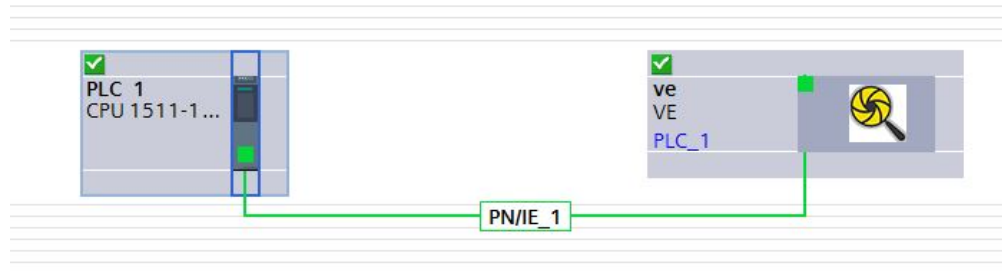 PLC_1
CPU 1511-1 ...
ve
VE
PLC_1
PN/IE_1